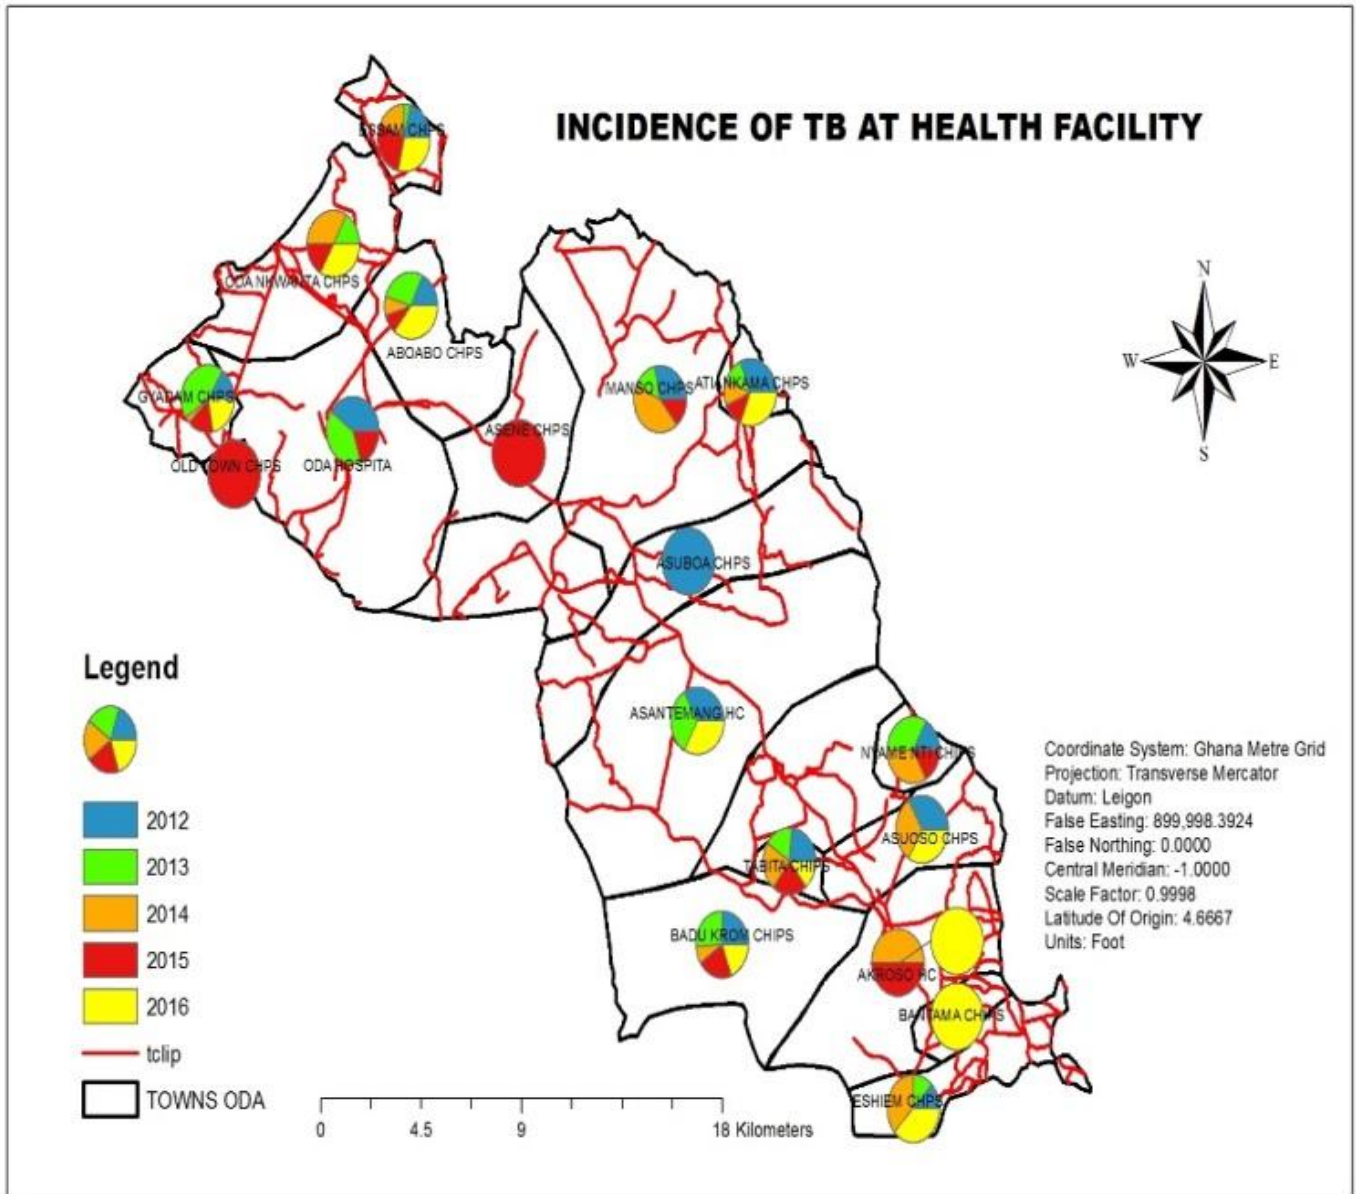 INCIDENCE OF TB AT HEALTH FACILITY
ESSAM CHPS
ODA NKWANTA CHPS
ABOABO CHPS
GYADAM CHPS
OLD TOWN CHPS
ODA HOSPITA
ASENE CHPS
MANSO CHPS
ATIANKAMA CHPS
ASUBOA CHPS
ASANTEMANG HC
NYAME NTI CHIPS
ASUOSO CHPS
TABITA CHIPS
BADU KROM CHIPS
AKROSO HC
BANTAMA CHIPS
ESHIEM CHPS
N
W
E
S
Legend
2012
2013
2014
2015
2016
tclip
TOWNS ODA
0 4.5 9 18 Kilometers
Coordinate System: Ghana Metre Grid
Projection: Transverse Mercator
Datum: Leigon
False Easting: 899,998.3924
False Northing: 0.0000
Central Meridian: -1.0000
Scale Factor: 0.9998
Latitude Of Origin: 4.6667
Units: Foot